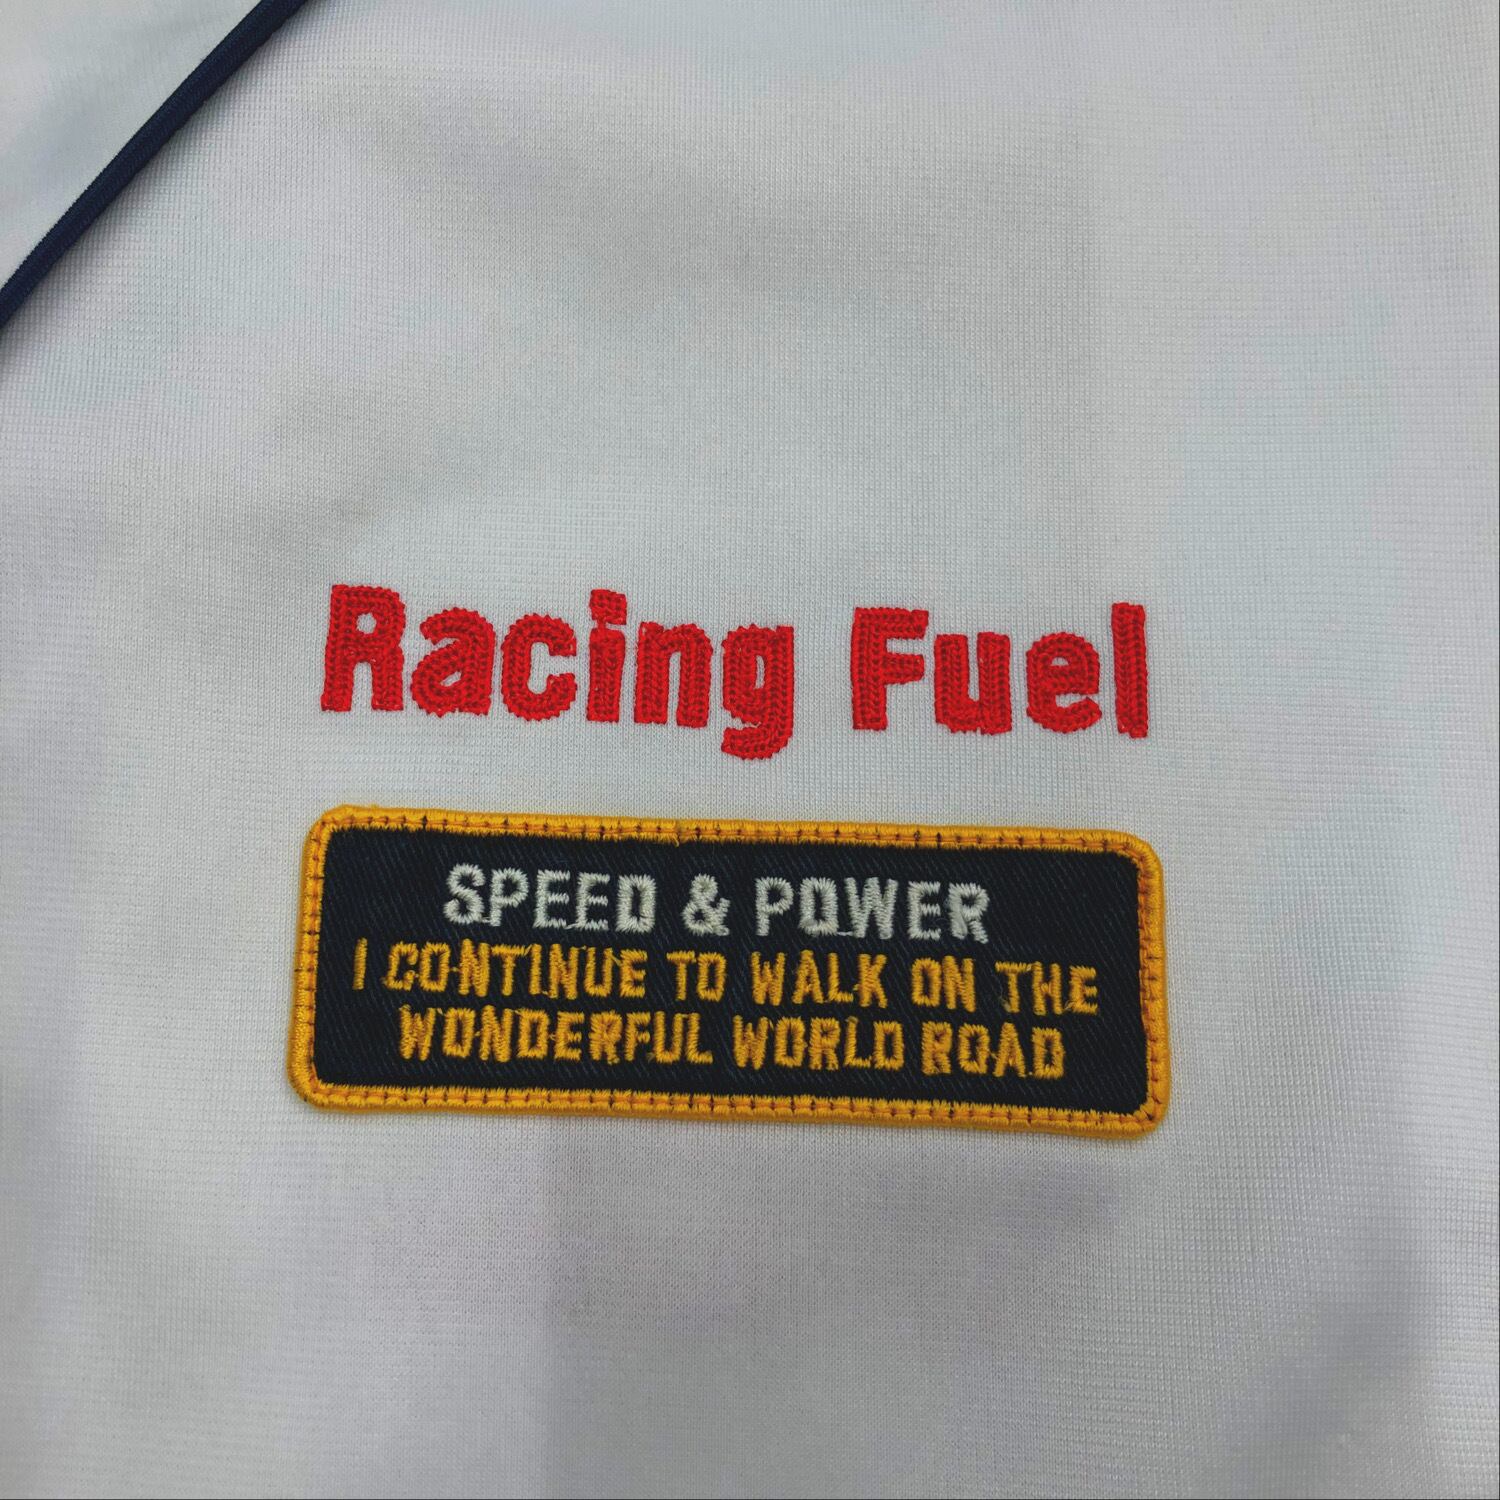 Racing Fuel
SPEED & POWER
I CONTINUE TO WALK ON THE
WONDERFUL WORLD ROAD